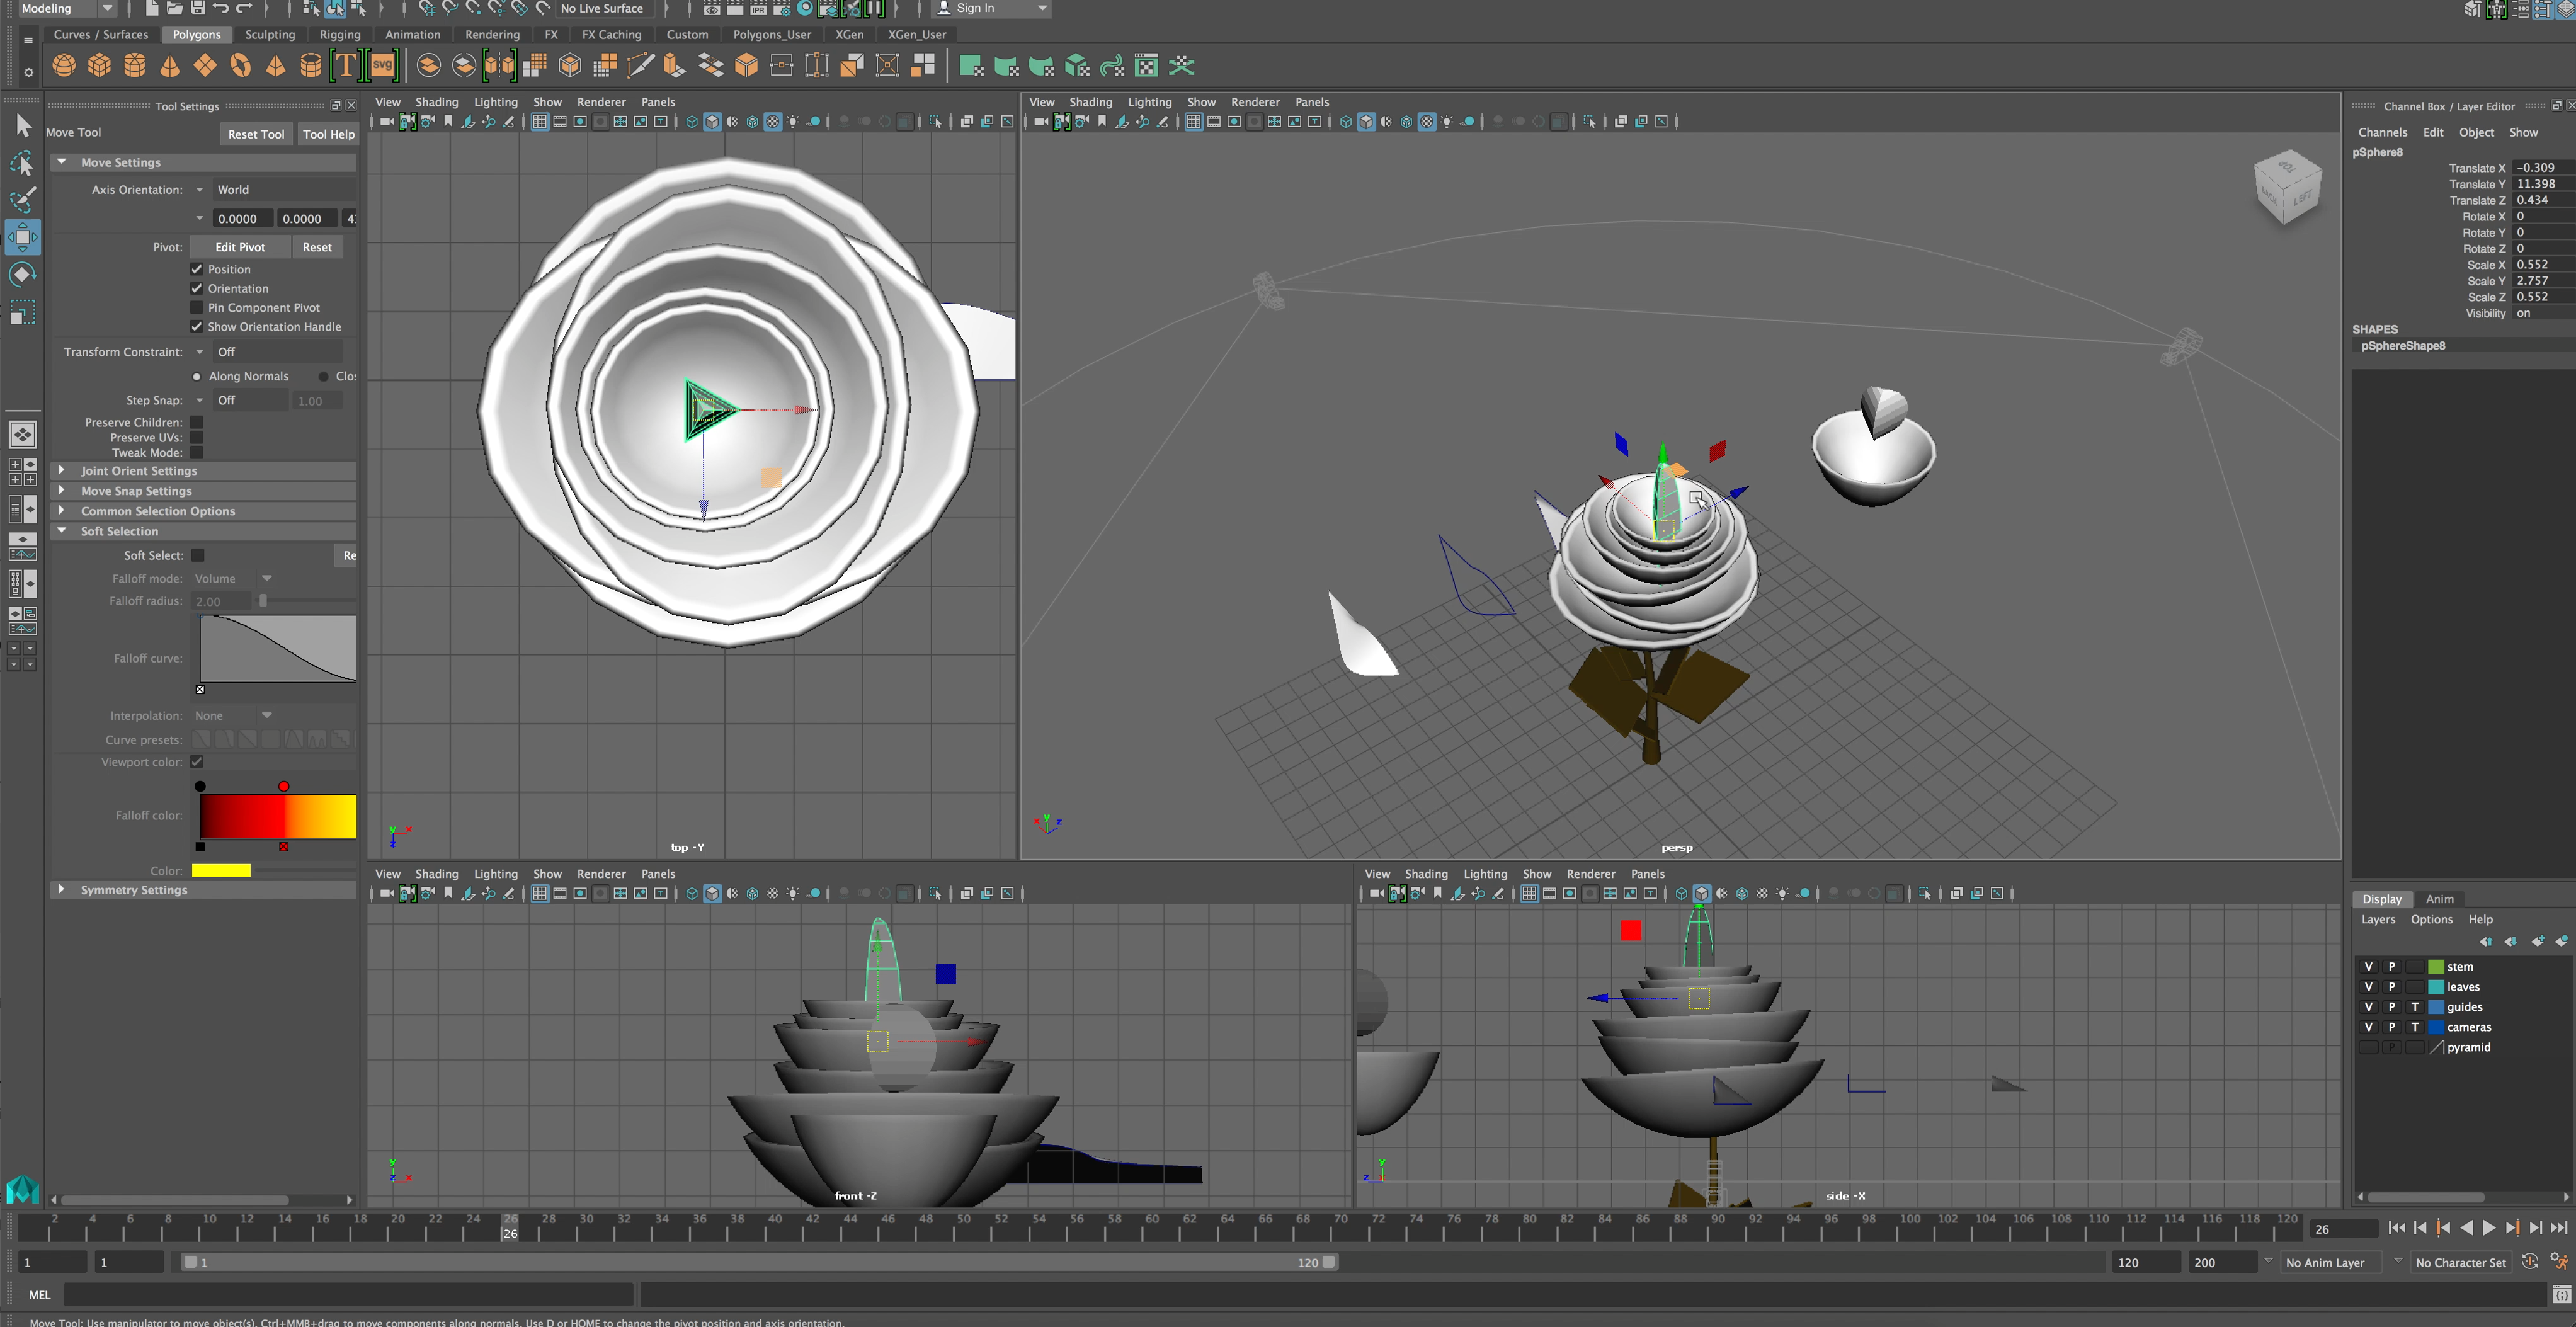 Modeling
No Live Surface
Sign In
Curves / Surfaces Polygons Sculpting Rigging Animation Rendering FX FX Caching Custom Polygons_User XGen XGen_User
T SVG
Tool Settings
Move Tool Reset Tool Tool Help
Move Settings
Axis Orientation: World
0.0000 0.0000
Pivot: Edit Pivot Reset
Position
Orientation
Pin Component Pivot
Show Orientation Handle
Transform Constraint: Off
Along Normals Clos
Step Snap: Off 1.00
Preserve Children:
Preserve UVs:
Tweak Mode:
Joint Orient Settings
Move Snap Settings
Common Selection Options
Soft Selection
Soft Select: Re
Falloff mode: Volume
Falloff radius: 2.00
Falloff curve:
Interpolation: None
Curve presets:
Viewport color:
Falloff color:
Color:
Symmetry Settings
View Shading Lighting Show Renderer Panels
top -Y
View Shading Lighting Show Renderer Panels
TOP
BACK LEFT
persp
View Shading Lighting Show Renderer Panels
front -Z
View Shading Lighting Show Renderer Panels
side -X
Channel Box / Layer Editor
Channels Edit Object Show
pSphere8
Translate X -0.309
Translate Y 11.398
Translate Z 0.434
Rotate X 0
Rotate Y 0
Rotate Z 0
Scale X 0.552
Scale Y 2.757
Scale Z 0.552
Visibility on
SHAPES
pSphereShape8
Display Anim
Layers Options Help
V P stem
V P leaves
V P T guides
V P T cameras
P pyramid
2 4 6 8 10 12 14 16 18 20 22 24 26 28 30 32 34 36 38 40 42 44 46 48 50 52 54 56 58 60 62 64 66 68 70 72 74 76 78 80 82 84 86 88 90 92 94 96 98 100 102 104 106 108 110 112 114 116 118 120
26 26
1 1 1 120 120 200 No Anim Layer No Character Set
MEL
Move Tool: Use manipulator to move object(s). Ctrl+MMB+drag to move components along normals. Use D or HOME to change the pivot position and axis orientation.